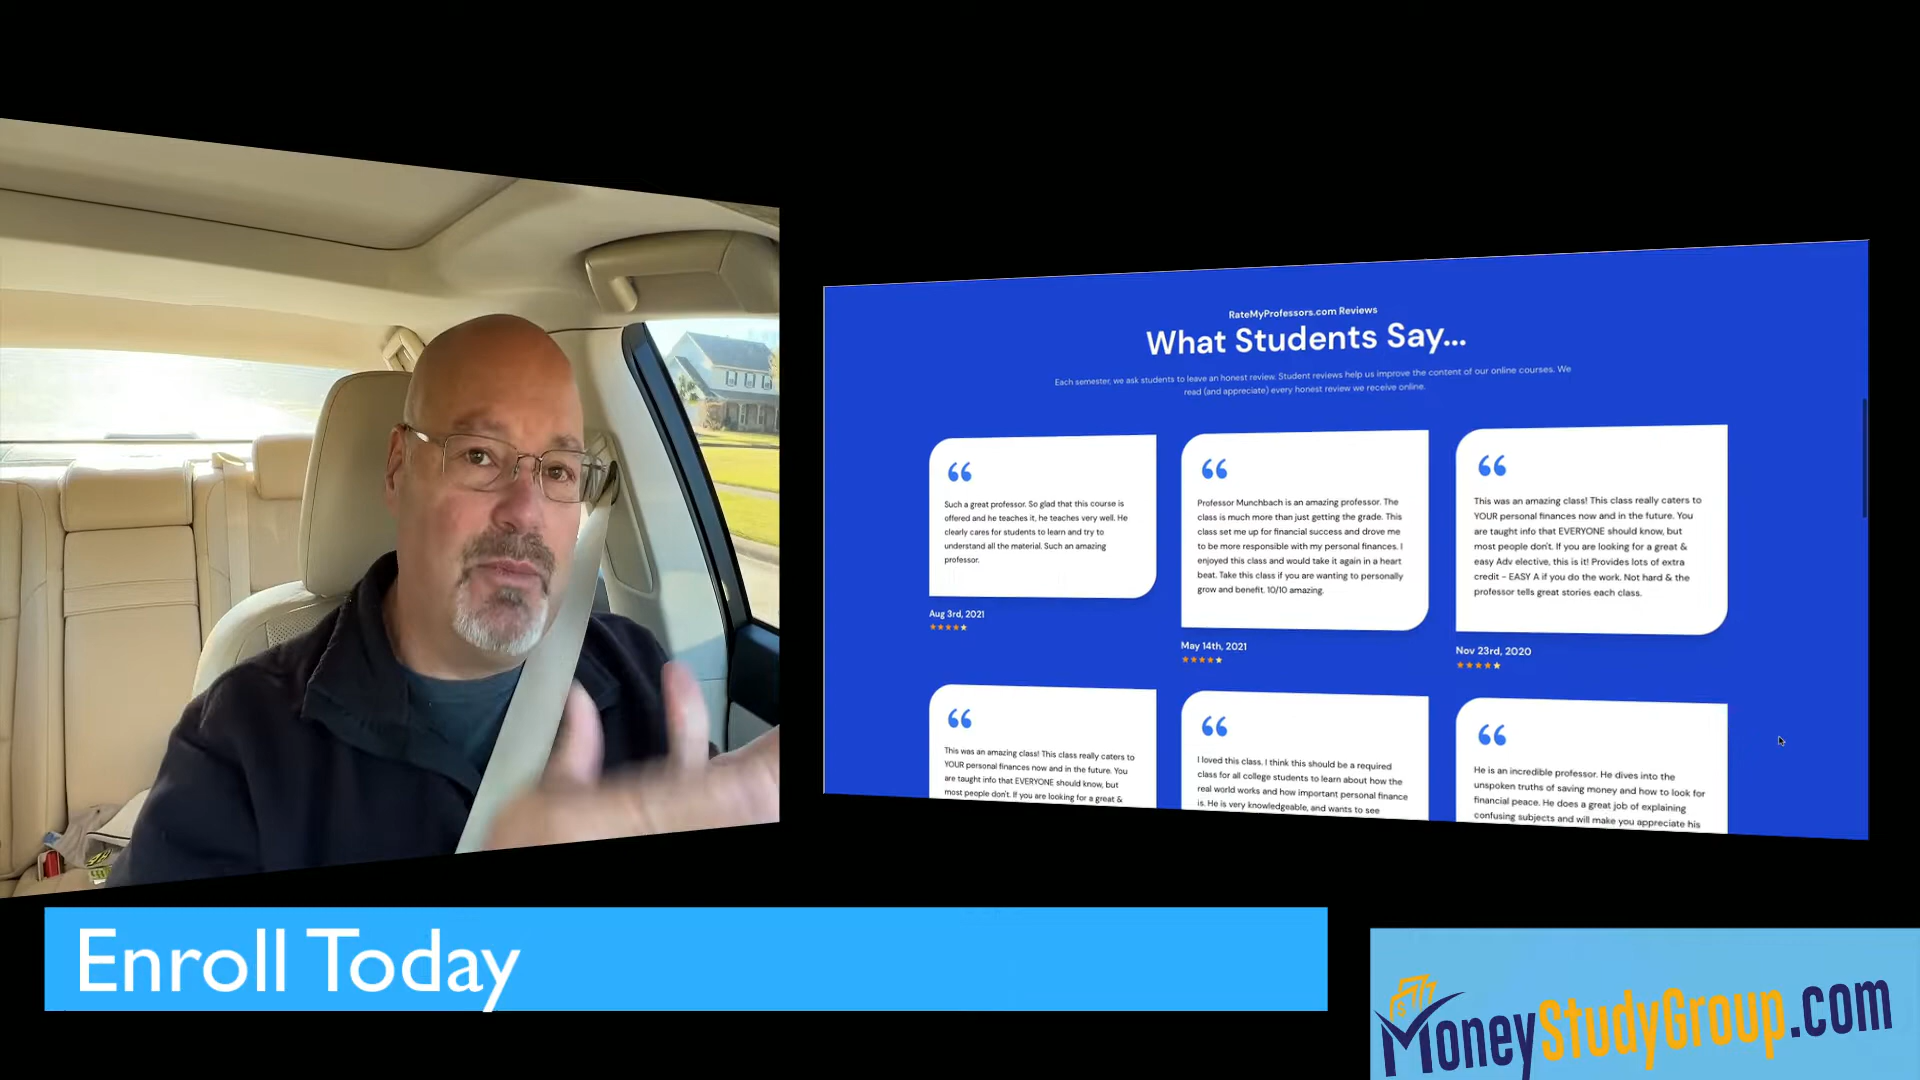 RateMyProfessors.com Reviews
What Students Say...
Each semester, we ask students to leave an honest review. Student reviews help us improve the content of our online courses. We
read (and appreciate) every honest review we receive online.
“
Such a great professor. So glad that this course is
offered and he teaches it, he teaches very well. He
clearly cares for students to learn and try to
understand all the material. Such an amazing
professor.
Aug 3rd, 2021
“
Professor Munchbach is an amazing professor. The
class is much more than just getting the grade. This
class set me up for financial success and drove me
to be more responsible with my personal finances. I
enjoyed this class and would take it again in a heart
beat. Take this class if you are wanting to personally
grow and benefit. 10/10 amazing.
May 14th, 2021
“
This was an amazing class! This class really caters to
YOUR personal finances now and in the future. You
are taught info that EVERYONE should know, but
most people don't. If you are looking for a great &
easy Adv elective, this is it! Provides lots of extra
credit - EASY A if you do the work. Not hard & the
professor tells great stories each class.
Nov 23rd, 2020
“
This was an amazing class! This class really caters to
YOUR personal finances now and in the future. You
are taught info that EVERYONE should know, but
most people don't. If you are looking for a great &
“
I loved this class. I think this should be a required
class for all college students to learn about how the
real world works and how important personal finance
is. He is very knowledgeable, and wants to see
“
He is an incredible professor. He dives into the
unspoken truths of saving money and how to look for
financial peace. He does a great job of explaining
confusing subjects and will make you appreciate his
Enroll Today
MoneyStudyGroup.com